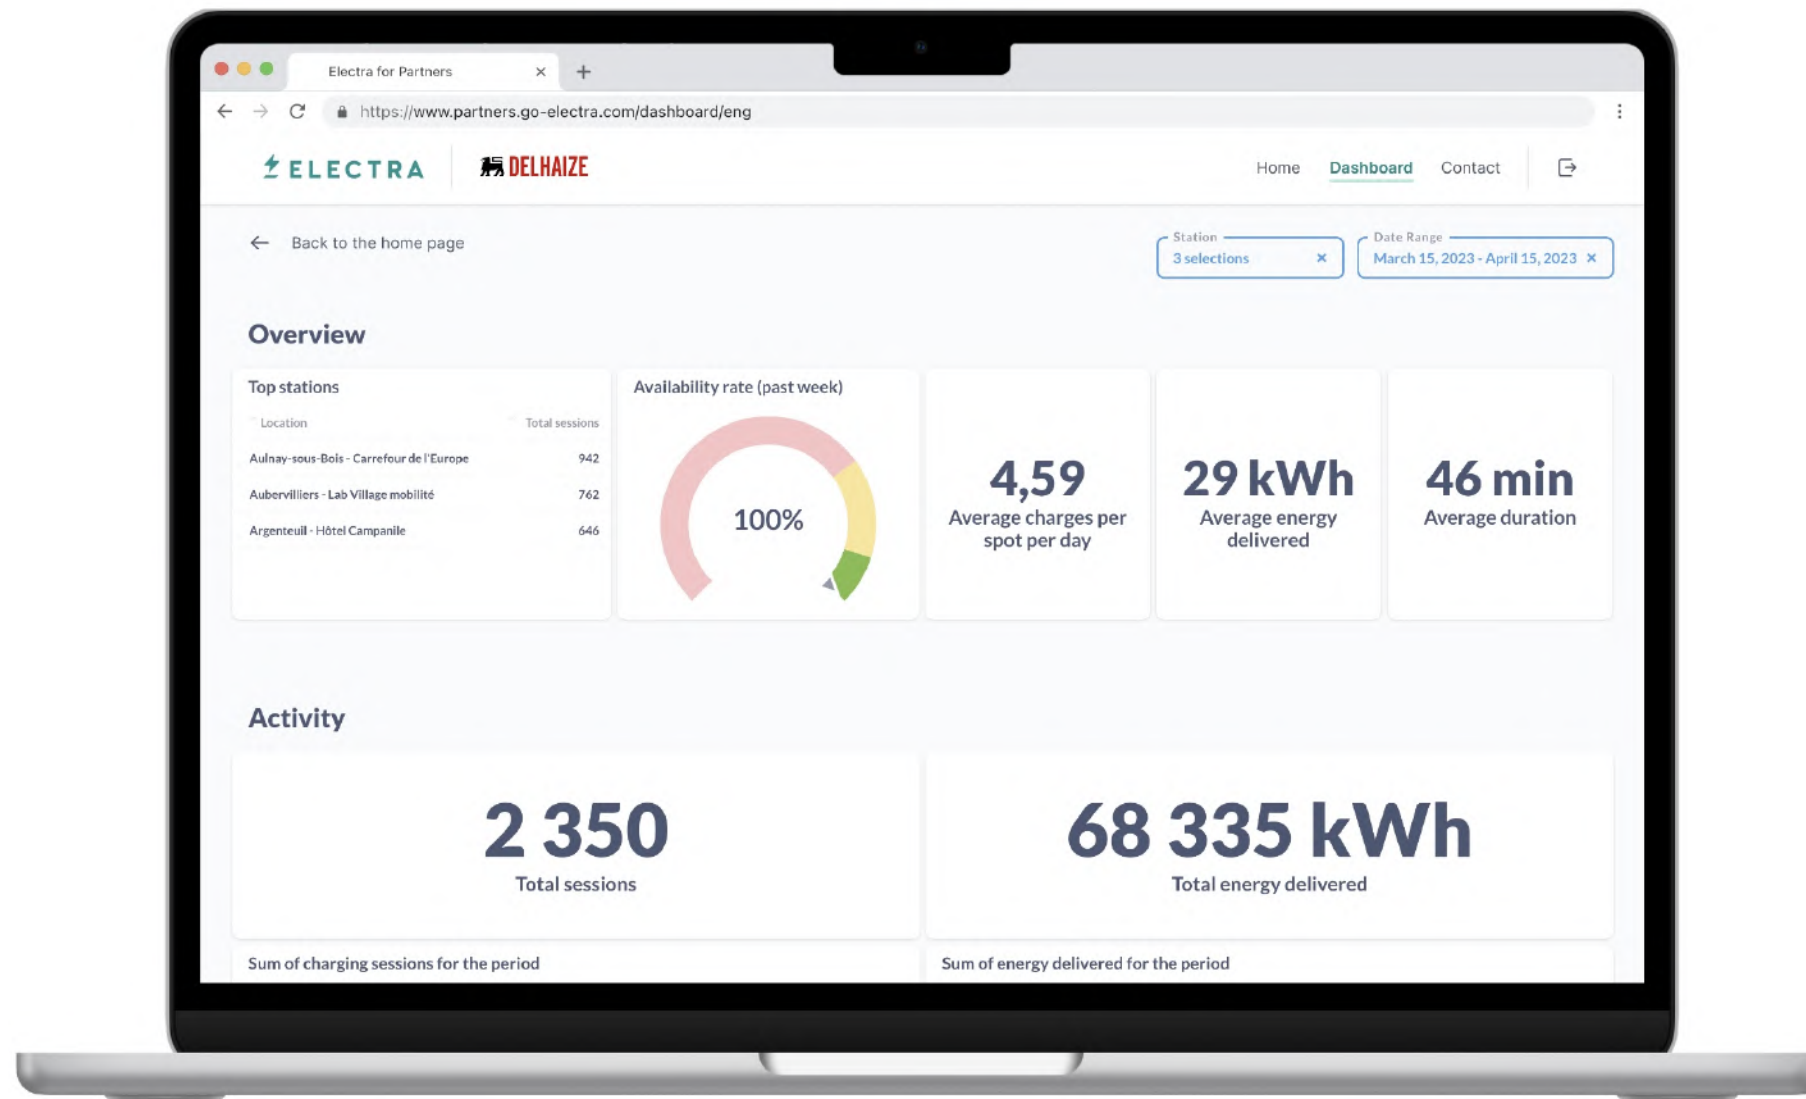 Electra for Partners
https://www.partners.go-electra.com/dashboard/eng
ELECTRA
DELHAIZE
Home Dashboard Contact
Back to the home page
Station
3 selections
Date Range
March 15, 2023 - April 15, 2023
Overview
Top stations
Location Total sessions
Aulnay-sous-Bois - Carrefour de l'Europe 942
Aubervilliers - Lab Village mobilité 762
Argenteuil - Hôtel Campanile 646
Availability rate (past week)
100%
4,59
Average charges per
spot per day
29 kWh
Average energy
delivered
46 min
Average duration
Activity
2 350
Total sessions
68 335 kWh
Total energy delivered
Sum of charging sessions for the period
Sum of energy delivered for the period